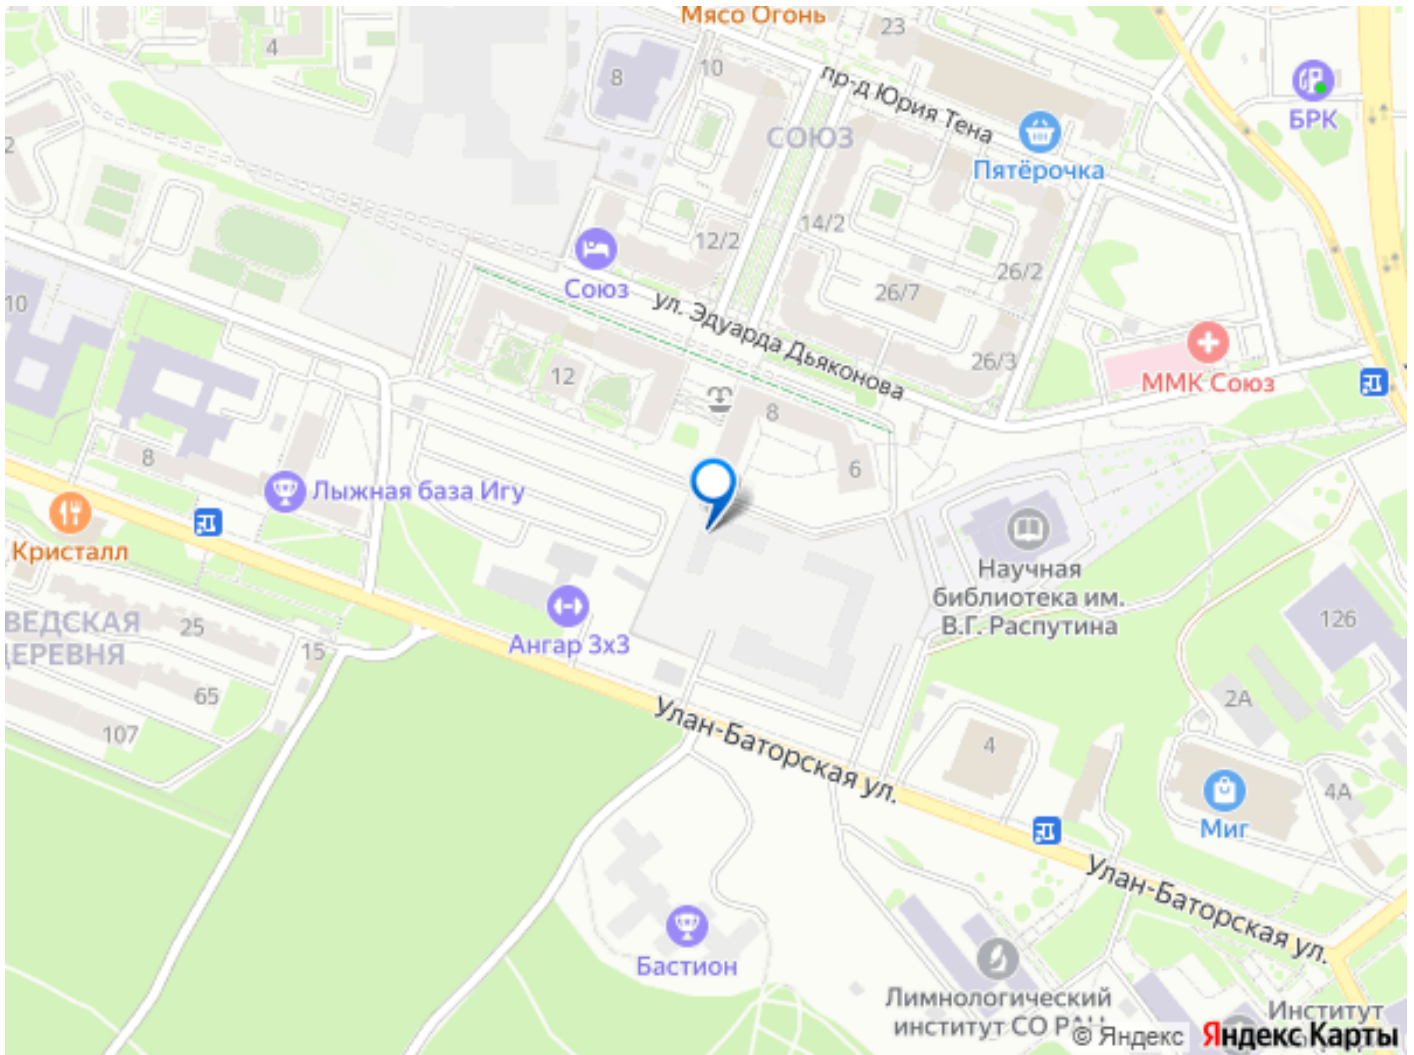 Мясо Огонь
23
4
8
10
пр-д Юрия Тена
БРК
СОЮЗ
Пятёрочка
2
12/2
14/2
26/2
Союз
ул. Эдуарда Дьяконова
26/7
10
26/3
ММК Союз
12
8
6
8
Лыжная база Игу
Кристалл
Научная
библиотека им.
В.Г. Распутина
ВЕДСКАЯ
ЕРЕВНЯ
25
15
Ангар 3х3
126
65
107
2А
Улан-Баторская ул.
4
4А
Миг
Улан-Баторская ул.
Бастион
Лимнологический
институт СО РАН
Институт
© Яндекс Яндекс Карты